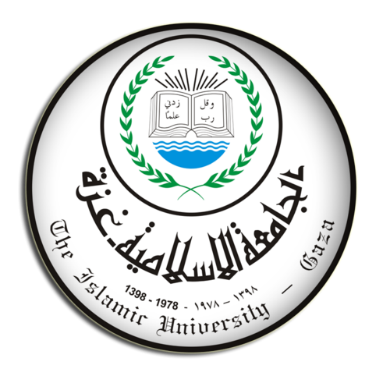 وقل زدني
رب علما
الجامعة الإسلامية - غزة
1398 - 1978 - ١٩٧٨ - ١٣٩٨
The Islamic University - Gaza